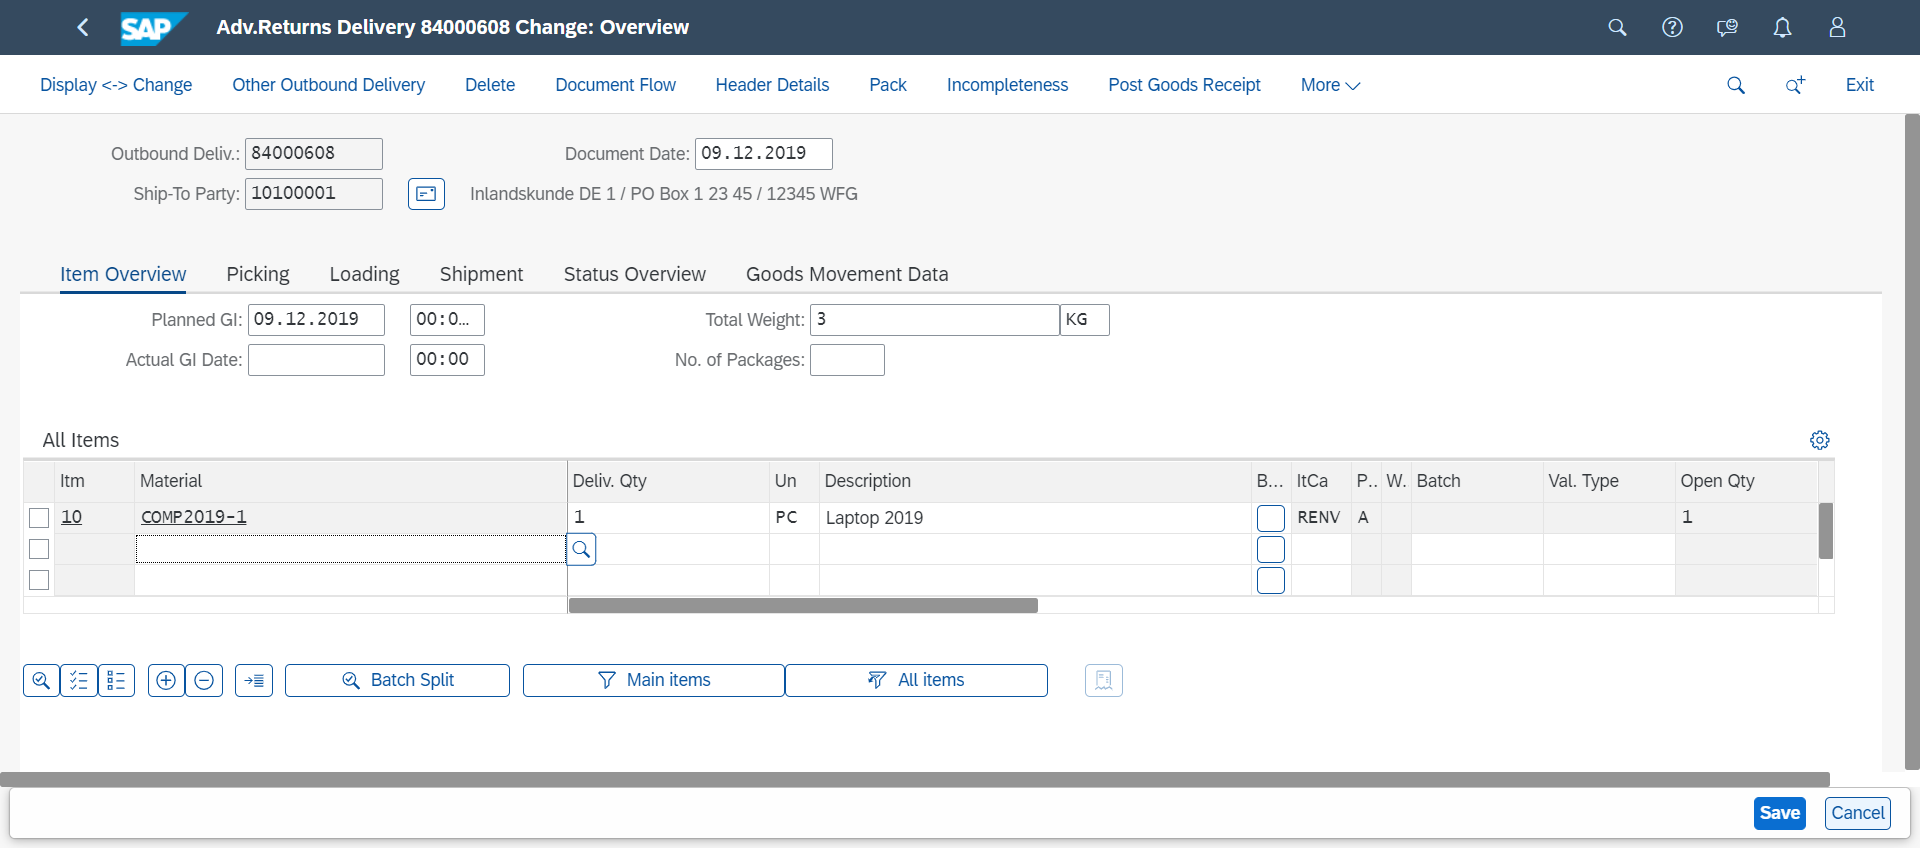 SAP Adv.Returns Delivery 84000608 Change: Overview
Display <-> Change Other Outbound Delivery Delete Document Flow Header Details Pack Incompleteness Post Goods Receipt More Exit
Outbound Deliv.: 84000608 Document Date: 09.12.2019
Ship-To Party: 10100001 Inlandskunde DE 1 / PO Box 1 23 45 / 12345 WFG
Item Overview Picking Loading Shipment Status Overview Goods Movement Data
Planned GI: 09.12.2019 00:0... Total Weight: 3 KG
Actual GI Date: 00:00 No. of Packages:
All Items
Itm Material Deliv. Qty Un Description B... ItCa P.. W. Batch Val. Type Open Qty
10 COMP2019-1 1 PC Laptop 2019 RENV A 1
Batch Split Main items All items
Save Cancel